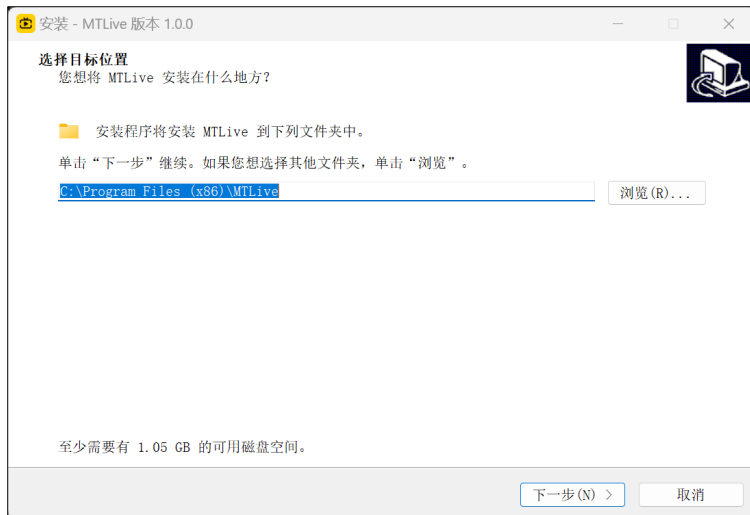 安装 - MTLive 版本 1.0.0
选择目标位置
您想将 MTLive 安装在什么地方？
安装程序将安装 MTLive 到下列文件夹中。
单击“下一步”继续。如果您想选择其他文件夹，单击“浏览”。
C:\Program Files (x86)\MTLive
浏览(R)...
至少需要有 1.05 GB 的可用磁盘空间。
下一步(N) >
取消